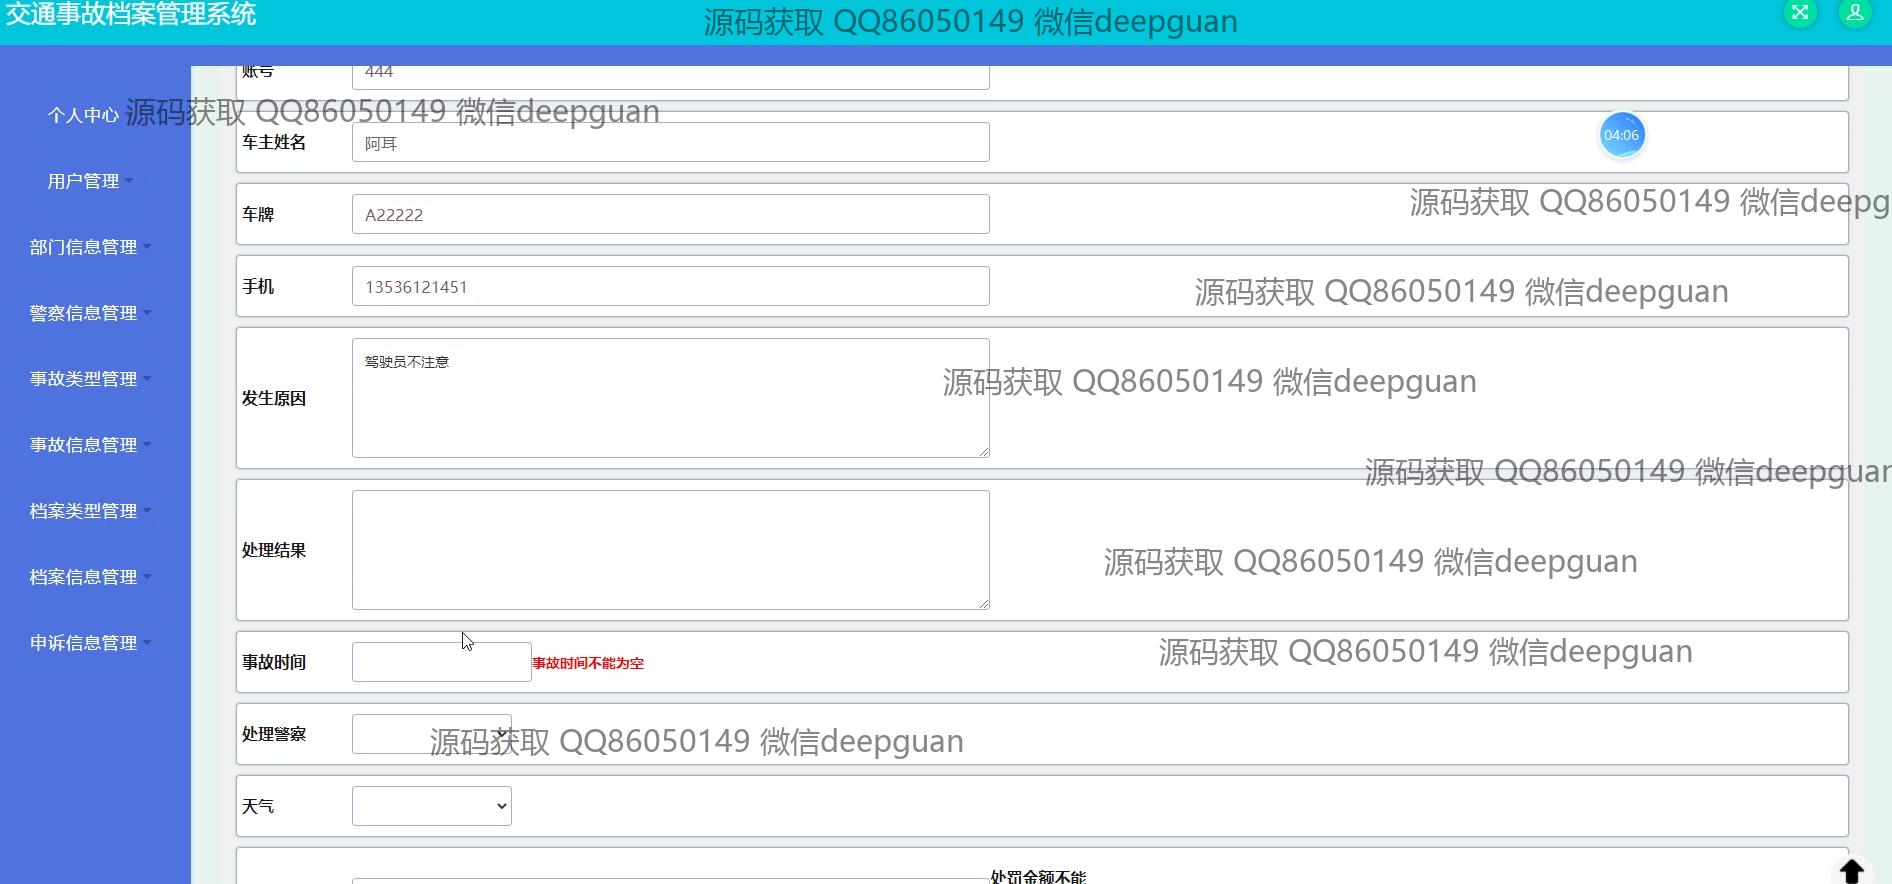 交通事故档案管理系统
源码获取 QQ86050149 微信deepguan
账号
444
个人中心
源码获取 QQ86050149 微信deepguan
车主姓名
阿耳
04:06
用户管理
车牌
A22222
源码获取 QQ86050149 微信deepg
部门信息管理
手机
13536121451
源码获取 QQ86050149 微信deepguan
警察信息管理
发生原因
驾驶员不注意
源码获取 QQ86050149 微信deepguan
事故类型管理
事故信息管理
源码获取 QQ86050149 微信deepguan
档案类型管理
处理结果
源码获取 QQ86050149 微信deepguan
档案信息管理
申诉信息管理
事故时间
事故时间不能为空
源码获取 QQ86050149 微信deepguan
处理警察
源码获取 QQ86050149 微信deepguan
天气
处罚金额不能